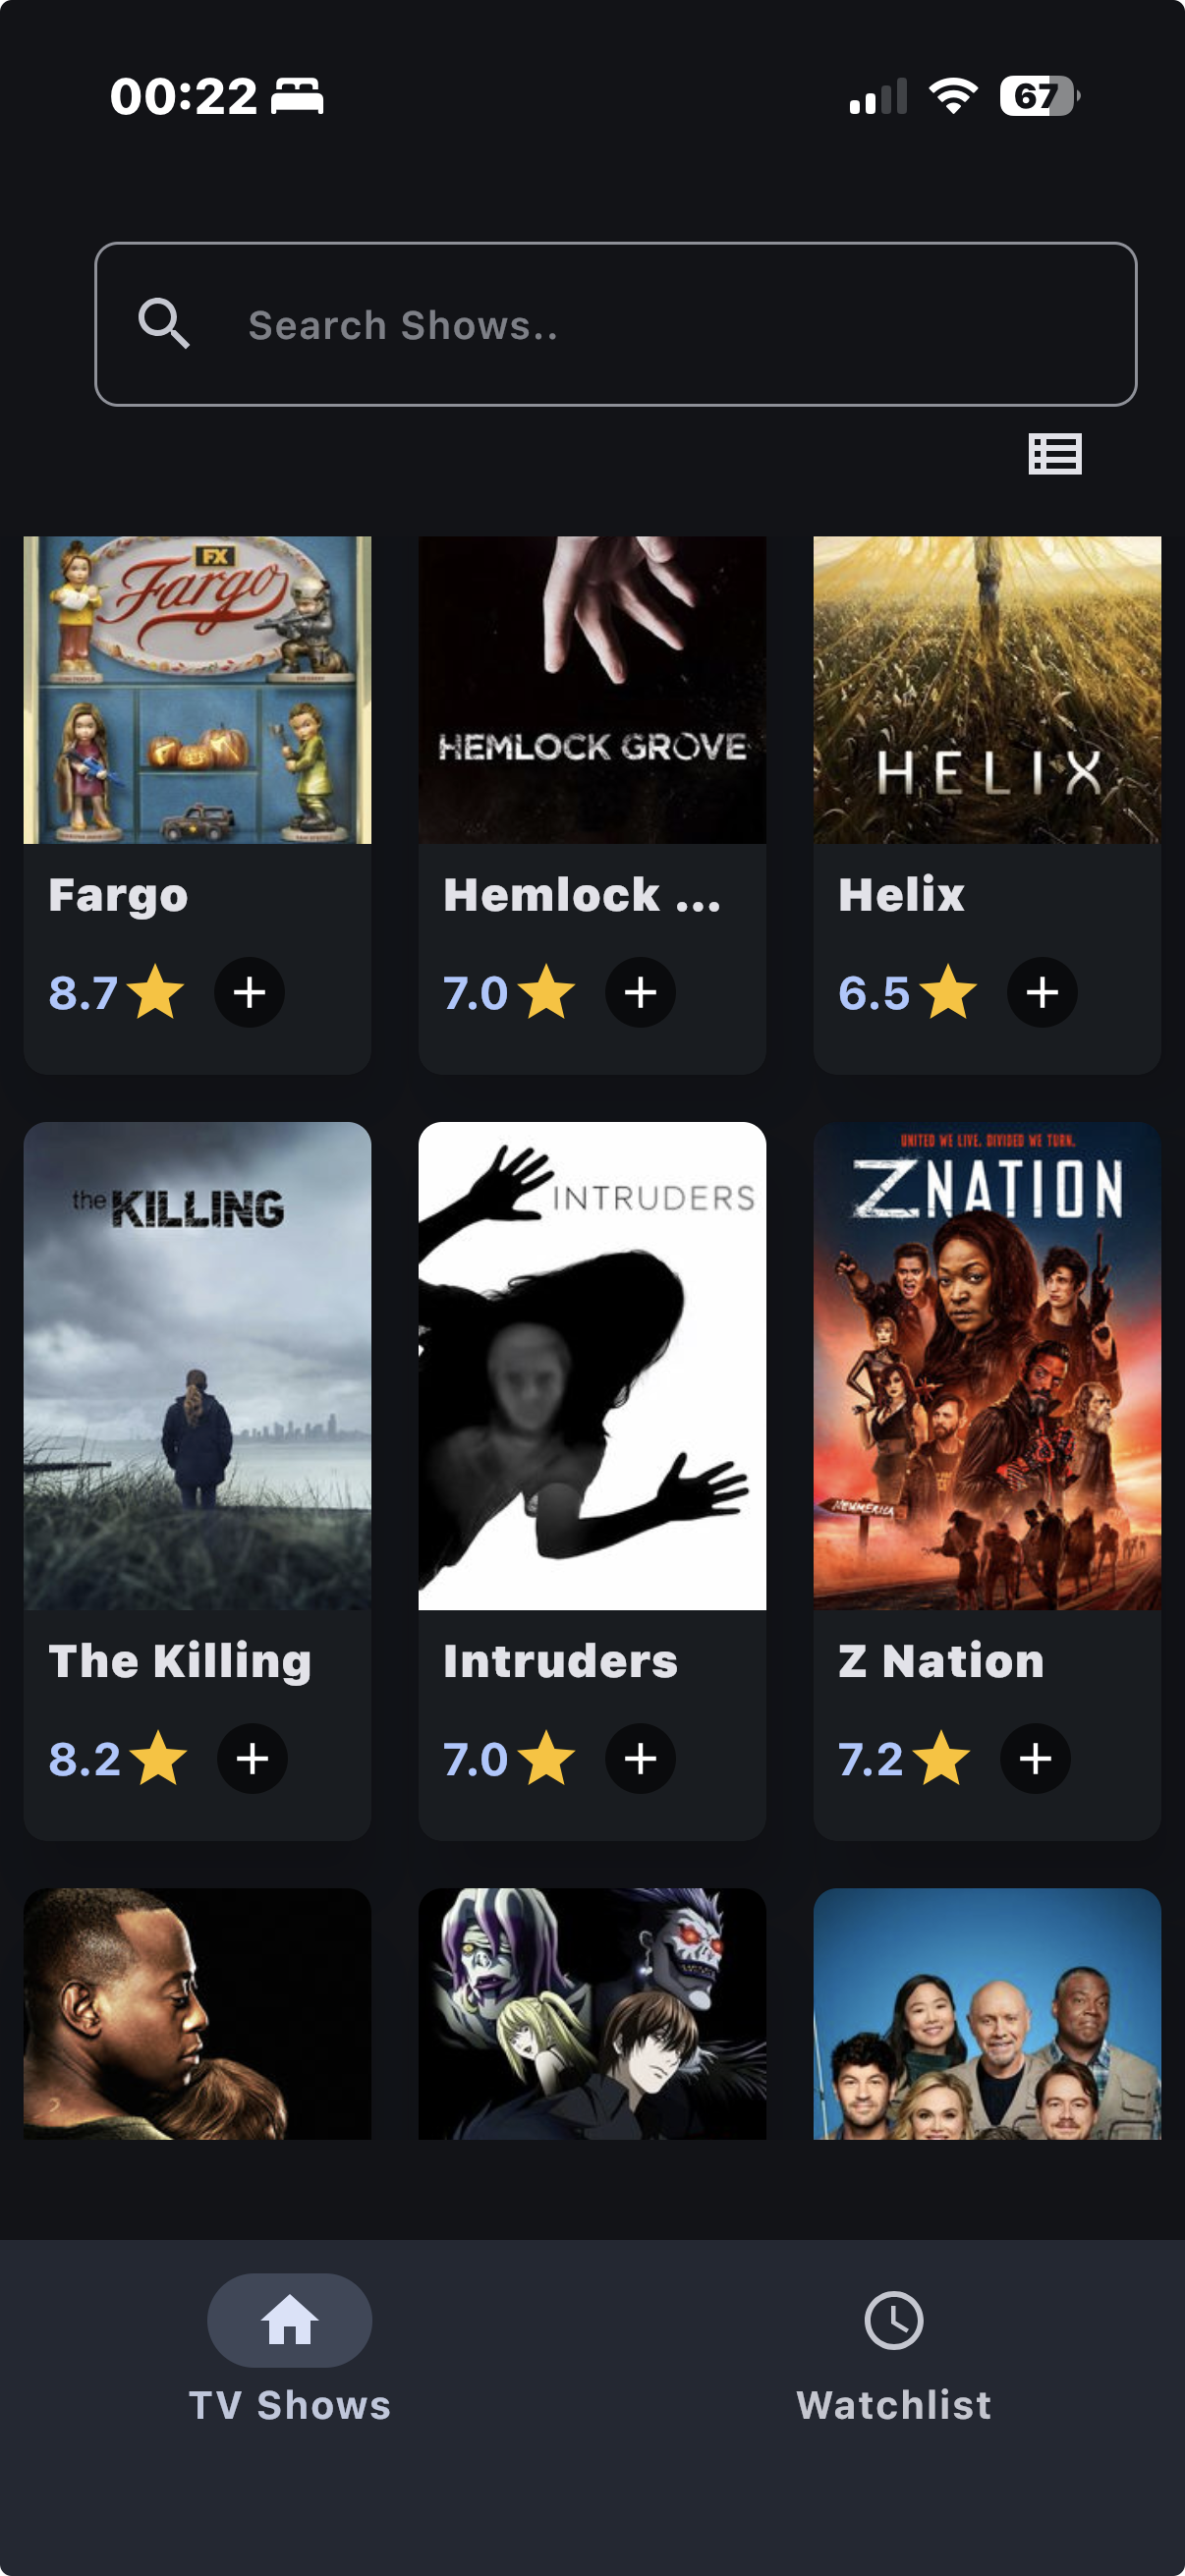 00:22
67
Search Shows..
FX
Fargo
HEMLOCK GROVE
HELIX
Fargo
Hemlock ...
Helix
8.7
7.0
6.5
the KILLING
INTRUDERS
UNITED WE LIVE. DIVIDED WE TURN.
Z NATION
NEWMERICA
The Killing
Intruders
Z Nation
8.2
7.0
7.2
TV Shows
Watchlist